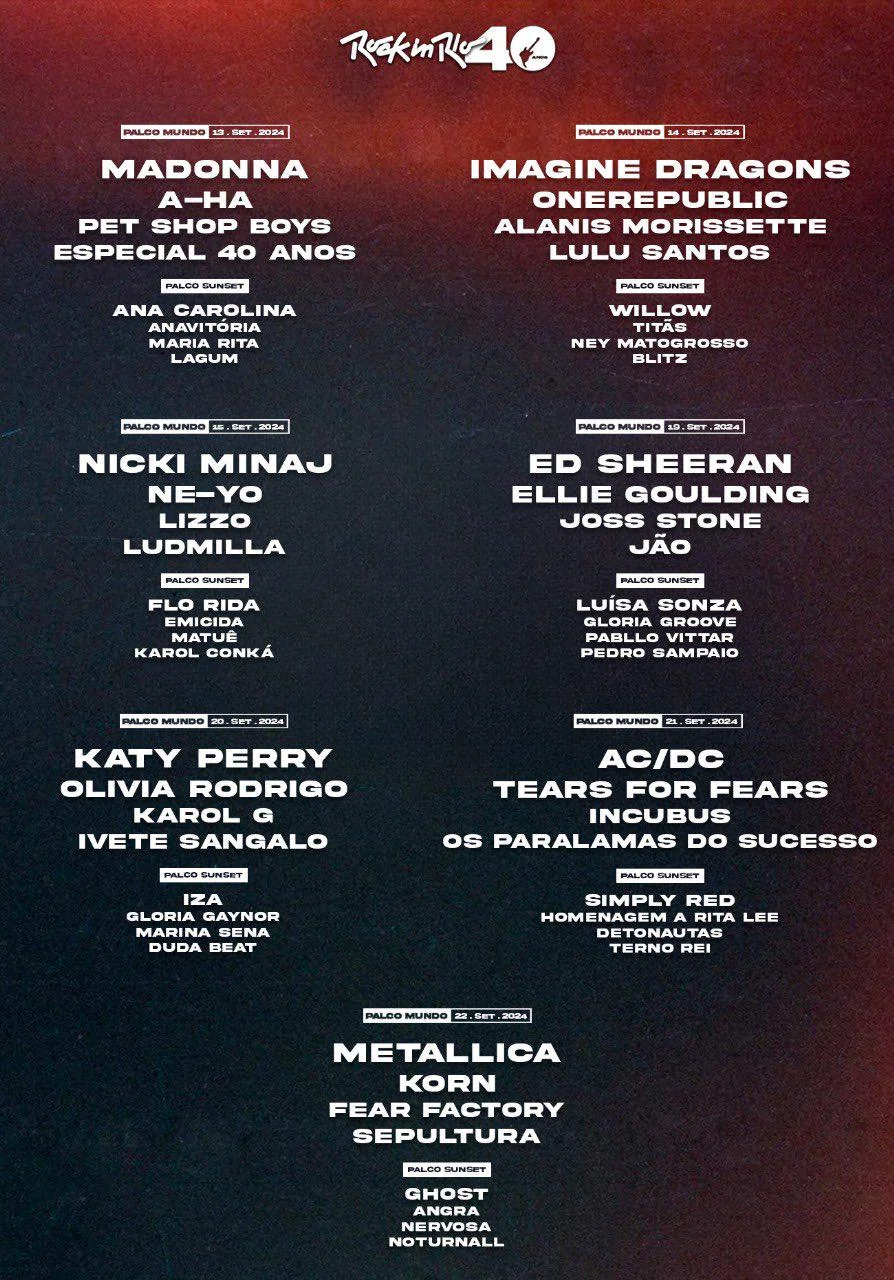 Rock in Rio 40 ANOS
PALCO MUNDO 13.SET.2024
MADONNA
A-HA
PET SHOP BOYS
ESPECIAL 40 ANOS
PALCO SUNSET
ANA CAROLINA
ANAVITÓRIA
MARIA RITA
LAGUM
PALCO MUNDO 14.SET.2024
IMAGINE DRAGONS
ONEREPUBLIC
ALANIS MORISSETTE
LULU SANTOS
PALCO SUNSET
WILLOW
TITÃS
NEY MATOGROSSO
BLITZ
PALCO MUNDO 15.SET.2024
NICKI MINAJ
NE-YO
LIZZO
LUDMILLA
PALCO SUNSET
FLO RIDA
EMICIDA
MATUÊ
KAROL CONKÁ
PALCO MUNDO 19.SET.2024
ED SHEERAN
ELLIE GOULDING
JOSS STONE
JÃO
PALCO SUNSET
LUÍSA SONZA
GLORIA GROOVE
PABLLO VITTAR
PEDRO SAMPAIO
PALCO MUNDO 20.SET.2024
KATY PERRY
OLIVIA RODRIGO
KAROL G
IVETE SANGALO
PALCO SUNSET
IZA
GLORIA GAYNOR
MARINA SENA
DUDA BEAT
PALCO MUNDO 21.SET.2024
AC/DC
TEARS FOR FEARS
INCUBUS
OS PARALAMAS DO SUCESSO
PALCO SUNSET
SIMPLY RED
HOMENAGEM A RITA LEE
DETONAUTAS
TERNO REI
PALCO MUNDO 22.SET.2024
METALLICA
KORN
FEAR FACTORY
SEPULTURA
PALCO SUNSET
GHOST
ANGRA
NERVOSA
NOTURNALL